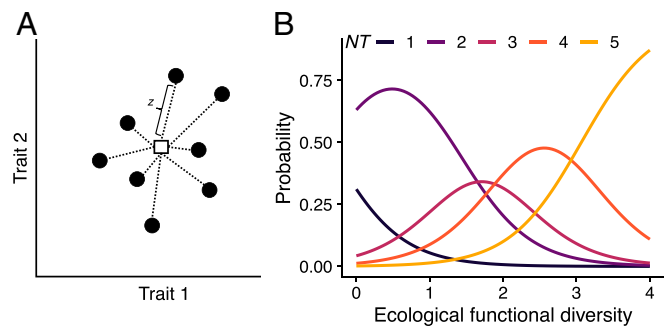 A
z
Trait 2
Trait 1
B
NT 1 2 3 4 5
Probability
0.75
0.50
0.25
0.00
0 1 2 3 4
Ecological functional diversity